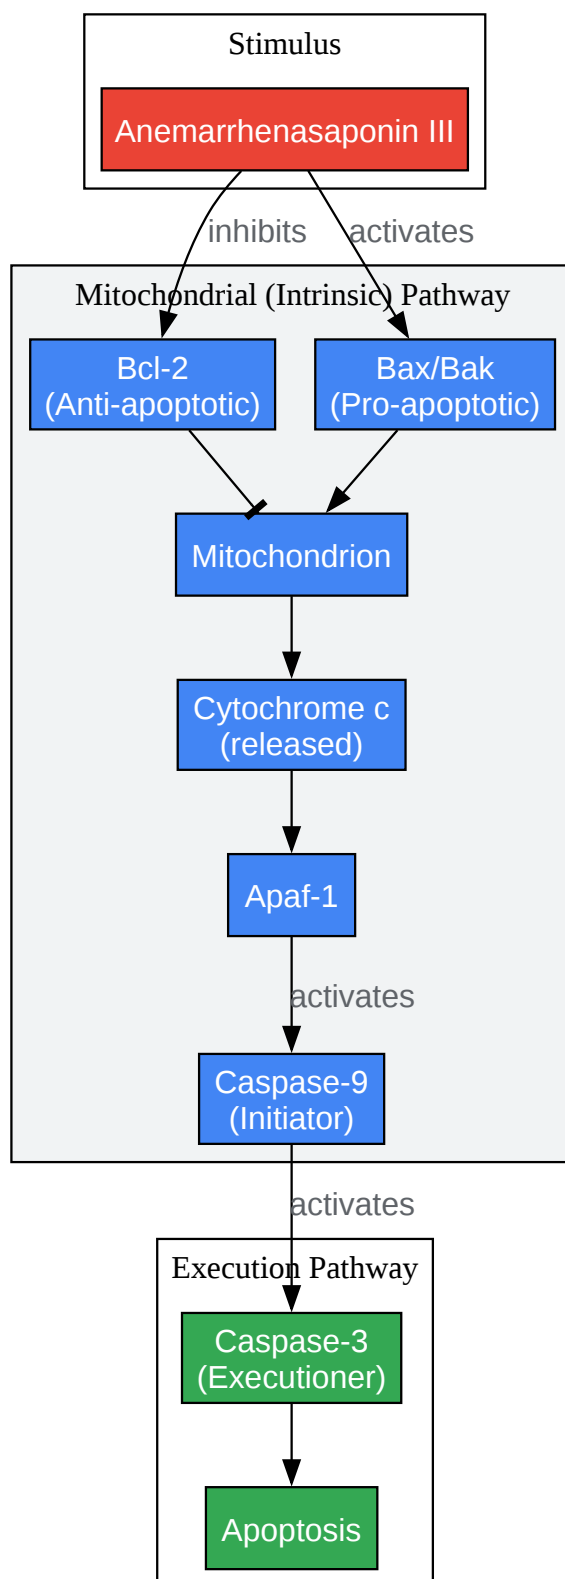 Stimulus
Anemarrhenasaponin III
inhibits
activates
Mitochondrial (Intrinsic) Pathway
Bcl-2
(Anti-apoptotic)
Bax/Bak
(Pro-apoptotic)
Mitochondrion
Cytochrome c
(released)
Apaf-1
activates
Caspase-9
(Initiator)
activates
Execution Pathway
Caspase-3
(Executioner)
Apoptosis